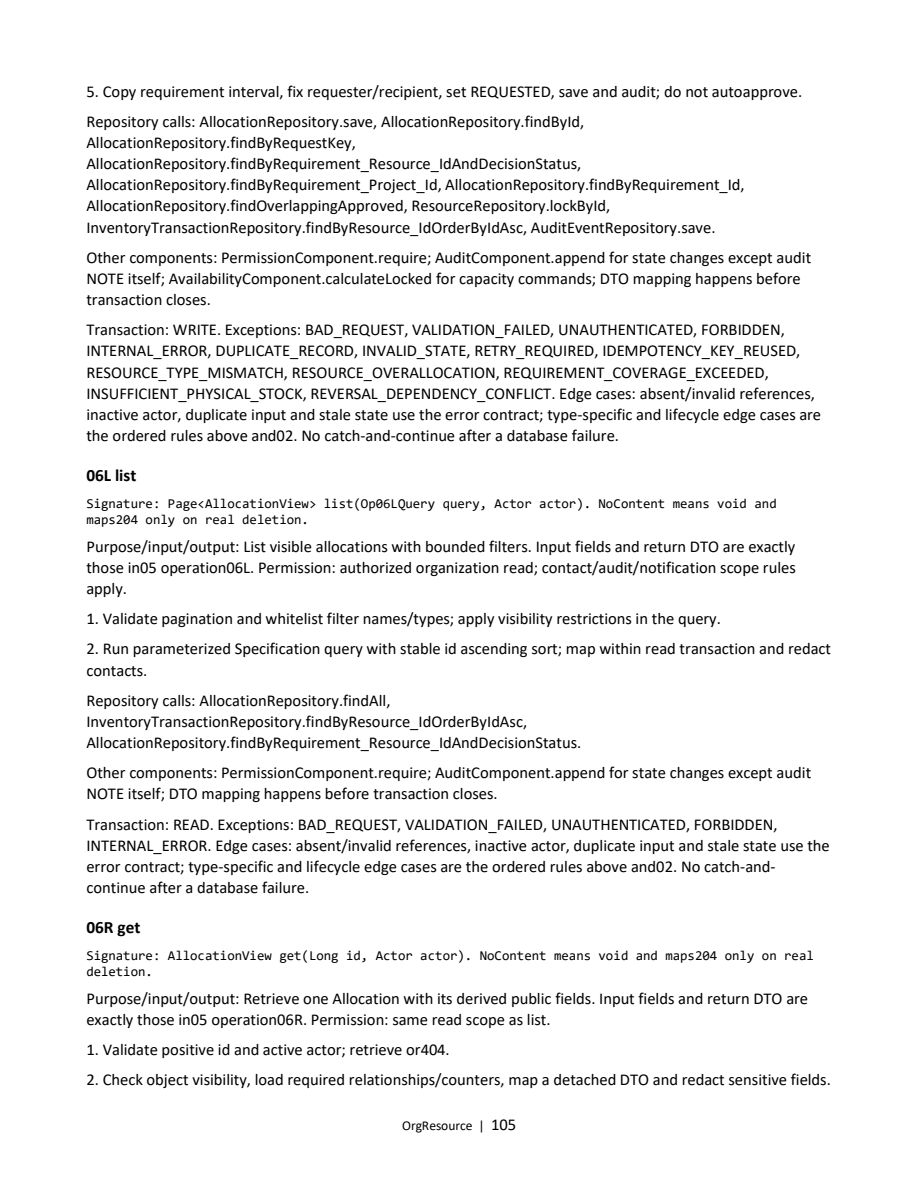 5. Copy requirement interval, fix requester/recipient, set REQUESTED, save and audit; do not autoapprove.
Repository calls: AllocationRepository.save, AllocationRepository.findById,
AllocationRepository.findByRequestKey,
AllocationRepository.findByRequirement_Resource_IdAndDecisionStatus,
AllocationRepository.findByRequirement_Project_Id, AllocationRepository.findByRequirement_Id,
AllocationRepository.findOverlappingApproved, ResourceRepository.lockById,
InventoryTransactionRepository.findByResource_IdOrderByIdAsc, AuditEventRepository.save.
Other components: PermissionComponent.require; AuditComponent.append for state changes except audit
NOTE itself; AvailabilityComponent.calculateLocked for capacity commands; DTO mapping happens before
transaction closes.
Transaction: WRITE. Exceptions: BAD_REQUEST, VALIDATION_FAILED, UNAUTHENTICATED, FORBIDDEN,
INTERNAL_ERROR, DUPLICATE_RECORD, INVALID_STATE, RETRY_REQUIRED, IDEMPOTENCY_KEY_REUSED,
RESOURCE_TYPE_MISMATCH, RESOURCE_OVERALLOCATION, REQUIREMENT_COVERAGE_EXCEEDED,
INSUFFICIENT_PHYSICAL_STOCK, REVERSAL_DEPENDENCY_CONFLICT. Edge cases: absent/invalid references,
inactive actor, duplicate input and stale state use the error contract; type-specific and lifecycle edge cases are
the ordered rules above and02. No catch-and-continue after a database failure.
06L list
Signature: Page<AllocationView> list(Op06LQuery query, Actor actor). NoContent means void and
maps204 only on real deletion.
Purpose/input/output: List visible allocations with bounded filters. Input fields and return DTO are exactly
those in05 operation06L. Permission: authorized organization read; contact/audit/notification scope rules
apply.
1. Validate pagination and whitelist filter names/types; apply visibility restrictions in the query.
2. Run parameterized Specification query with stable id ascending sort; map within read transaction and redact
contacts.
Repository calls: AllocationRepository.findAll,
InventoryTransactionRepository.findByResource_IdOrderByIdAsc,
AllocationRepository.findByRequirement_Resource_IdAndDecisionStatus.
Other components: PermissionComponent.require; AuditComponent.append for state changes except audit
NOTE itself; DTO mapping happens before transaction closes.
Transaction: READ. Exceptions: BAD_REQUEST, VALIDATION_FAILED, UNAUTHENTICATED, FORBIDDEN,
INTERNAL_ERROR. Edge cases: absent/invalid references, inactive actor, duplicate input and stale state use the
error contract; type-specific and lifecycle edge cases are the ordered rules above and02. No catch-and-
continue after a database failure.
06R get
Signature: AllocationView get(Long id, Actor actor). NoContent means void and maps204 only on real
deletion.
Purpose/input/output: Retrieve one Allocation with its derived public fields. Input fields and return DTO are
exactly those in05 operation06R. Permission: same read scope as list.
1. Validate positive id and active actor; retrieve or404.
2. Check object visibility, load required relationships/counters, map a detached DTO and redact sensitive fields.
OrgResource | 105